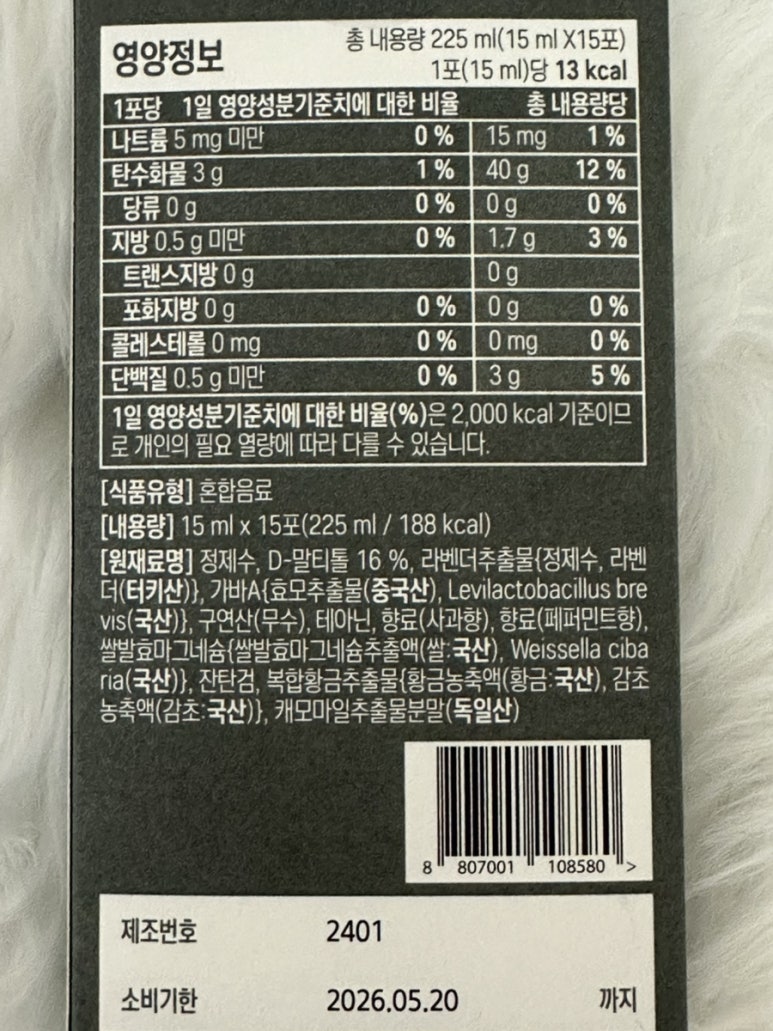 영양정보
총 내용량 225 ml(15 ml X15포)
1포(15 ml)당 13 kcal
1포당 1일 영양성분기준치에 대한 비율 총 내용량당
나트륨 5 mg 미만 0 % 15 mg 1 %
탄수화물 3 g 1 % 40 g 12 %
당류 0 g 0 % 0 g 0 %
지방 0.5 g 미만 0 % 1.7 g 3 %
트랜스지방 0 g 0 g
포화지방 0 g 0 % 0 g 0 %
콜레스테롤 0 mg 0 % 0 mg 0 %
단백질 0.5 g 미만 0 % 3 g 5 %
1일 영양성분기준치에 대한 비율(%)은 2,000 kcal 기준이므
로 개인의 필요 열량에 따라 다를 수 있습니다.
[식품유형] 혼합음료
[내용량] 15 ml x 15포(225 ml / 188 kcal)
[원재료명] 정제수, D-말티톨 16 %, 라벤더추출물{정제수, 라벤
더(터키산)}, 가바A{효모추출물(중국산), Levilactobacillus bre
vis(국산)}, 구연산(무수), 테아닌, 향료(사과향), 향료(페퍼민트향),
쌀발효마그네슘{쌀발효마그네슘추출액(쌀:국산), Weissella ciba
ria(국산)}, 잔탄검, 복합황금추출물{황금농축액(황금:국산), 감초
농축액(감초:국산)}, 캐모마일추출물분말(독일산)
8 807001 108580 >
제조번호 2401
소비기한 2026.05.20 까지